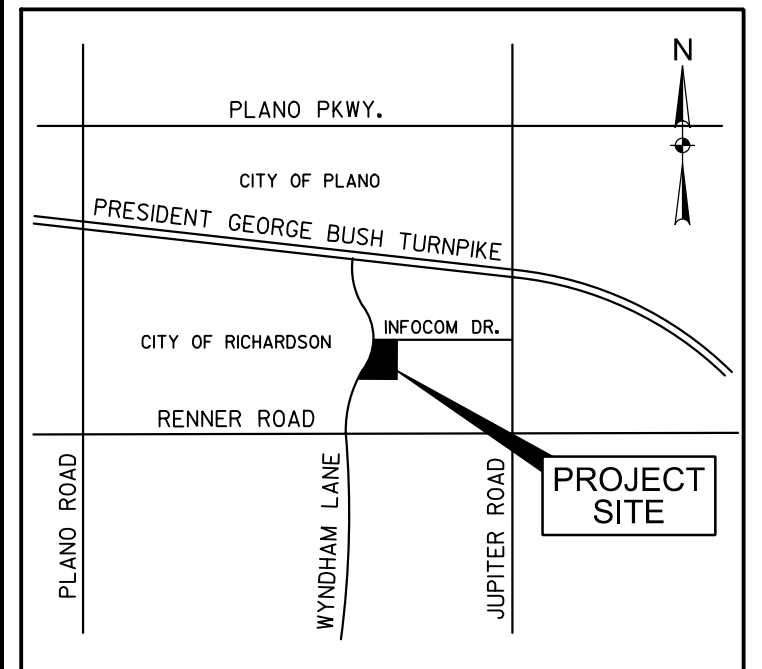 N
PLANO PKWY.
CITY OF PLANO
PRESIDENT GEORGE BUSH TURNPIKE
INFOCOM DR.
CITY OF RICHARDSON
RENNER ROAD
PLANO ROAD
WYNDHAM LANE
JUPITER ROAD
PROJECT
SITE